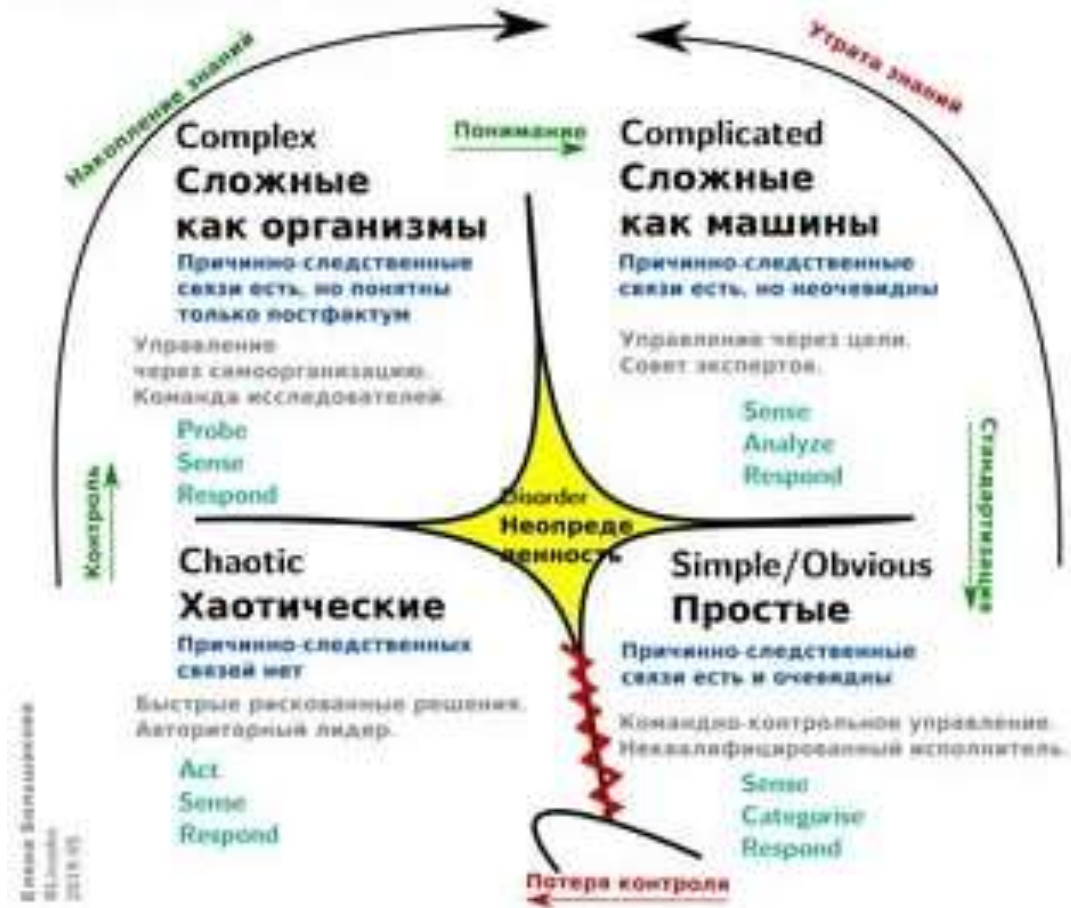 Накопление знаний
Утрата знаний
Complex
Сложные
как организмы
Причинно-следственные
связи есть, но понятны
только постфактум
Управление
через самоорганизацию.
Команда исследователей.
Probe
Sense
Respond
Понимание
Complicated
Сложные
как машины
Причинно-следственные
связи есть, но неочевидны
Управление через цели.
Совет экспертов.
Sense
Analyze
Respond
Контроль
Стандартизация
Disorder
Неопреде
ленность
Chaotic
Хаотические
Причинно-следственных
связей нет
Быстрые рискованные решения.
Авторитарный лидер.
Act
Sense
Respond
Simple/Obvious
Простые
Причинно-следственные
связи есть и очевидны
Командно-контрольное управление.
Неквалифицированный исполнитель.
Sense
Categorise
Respond
Потеря контроля
Елена